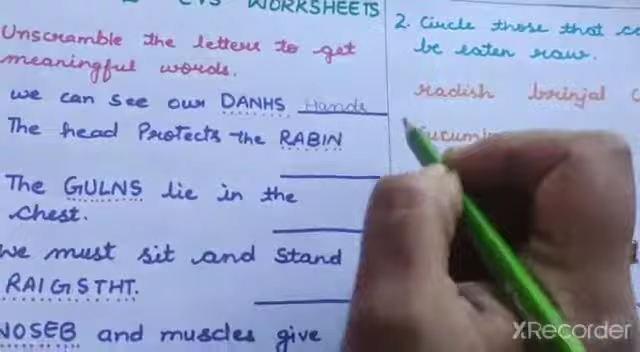 EVS WORKSHEETS
Unscramble the letters to get
meaningful words.
we can see our DANHS Hands
The head Protects the RABIN
The GULNS lie in the
chest.
we must sit and stand
RAIGSTHT.
NOSEB and muscles give
2. Circle those that
be eaten raw.
radish brinjal
XRecorder